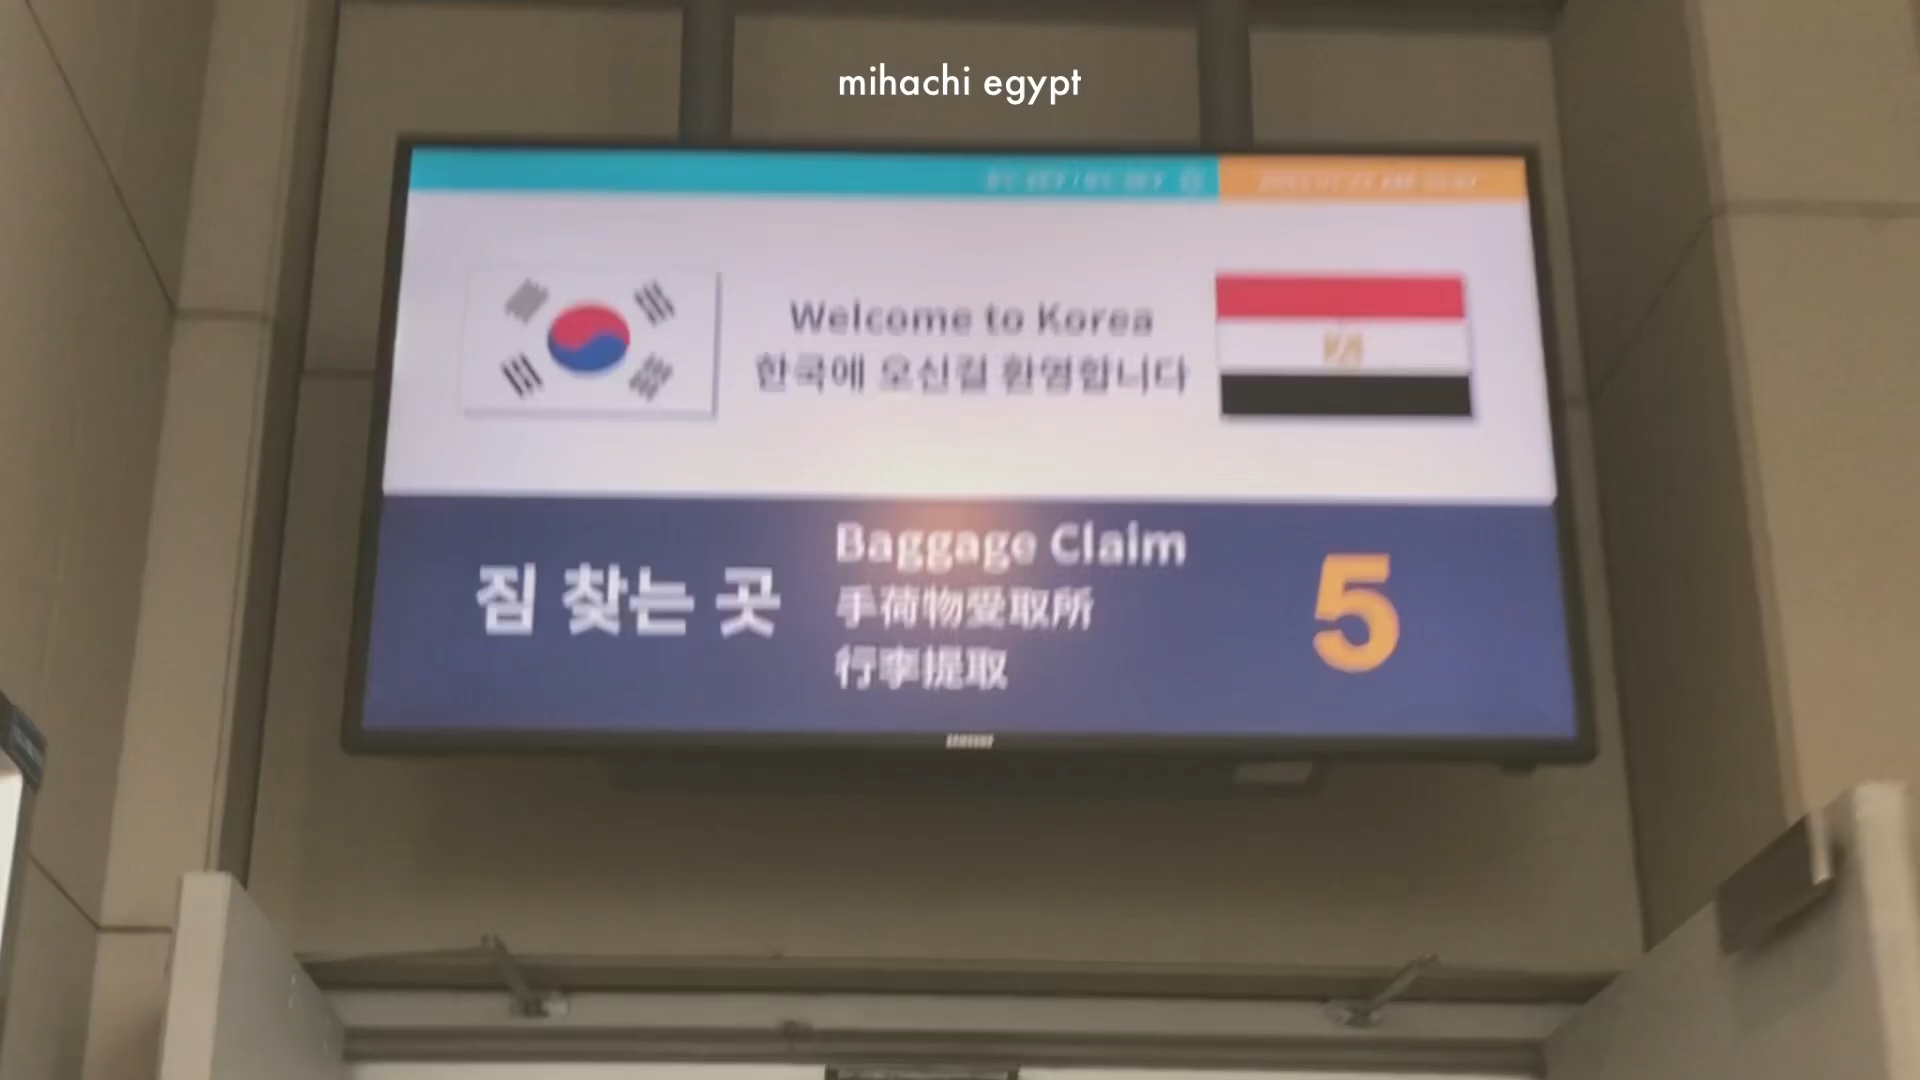 mihachi egypt
Welcome to Korea
한국에 오신걸 환영합니다
Baggage Claim
짐 찾는 곳
手荷物受取所
行李提取
5
SAMSUNG